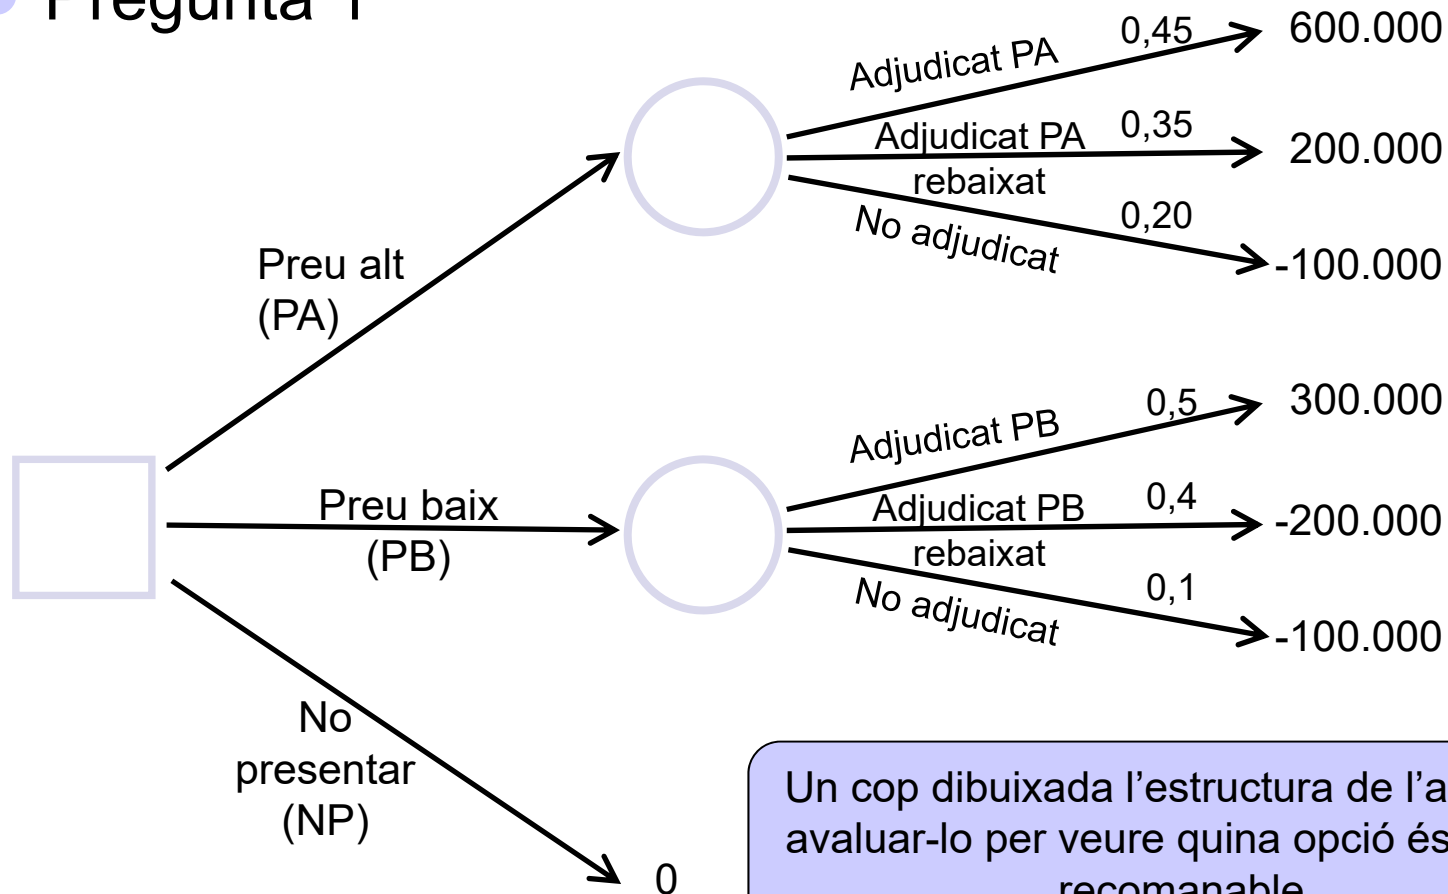 Pregunta 1
Adjudicat PA 0,45 600.000
Adjudicat PA 0,35 200.000
rebaixat
No adjudicat 0,20 -100.000
Preu alt
(PA)
Adjudicat PB 0,5 300.000
Adjudicat PB 0,4 -200.000
rebaixat
No adjudicat 0,1 -100.000
Preu baix
(PB)
No
presentar
(NP)
0
Un cop dibuixada l’estructura de l’a
avaluar-lo per veure quina opció és
recomanable